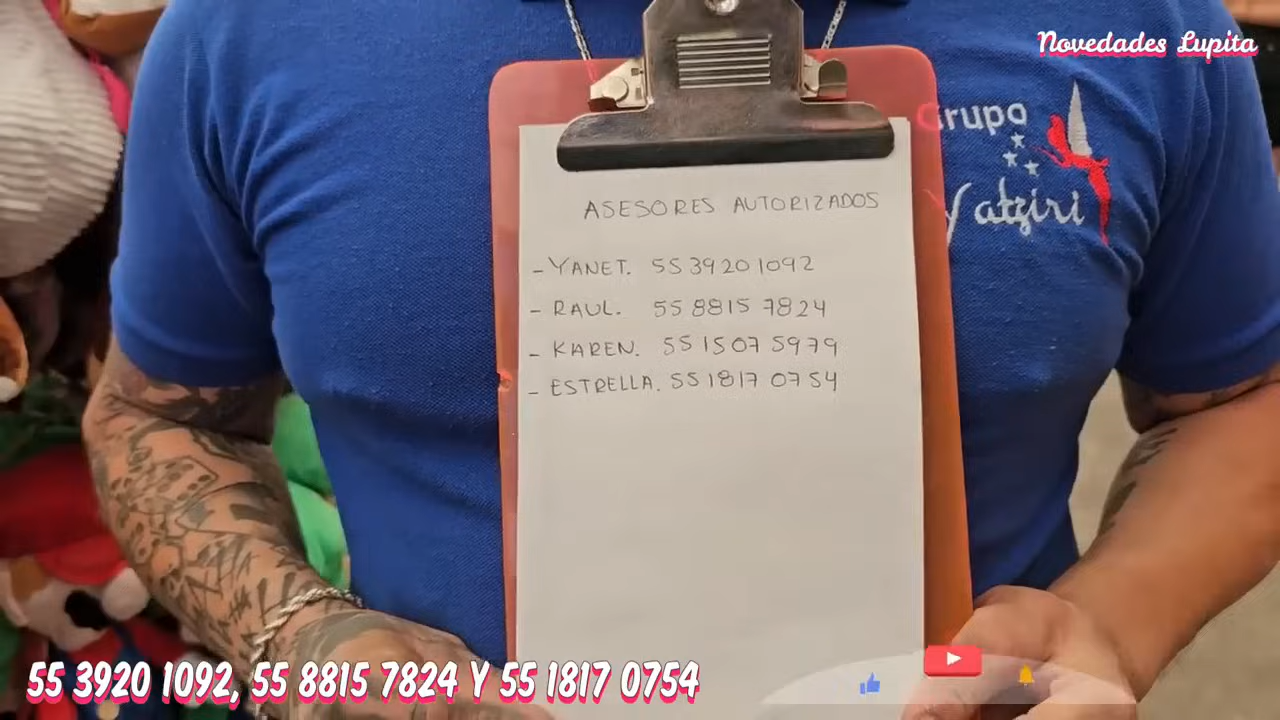 Novedades Lupita
Grupo
Yatziri
ASESORES AUTORIZADOS
- YANET. 55 3920 1092
- RAUL. 55 8815 7824
- KAREN. 55 1507 5979
- ESTRELLA. 55 1817 0754
55 3920 1092, 55 8815 7824 Y 55 1817 0754